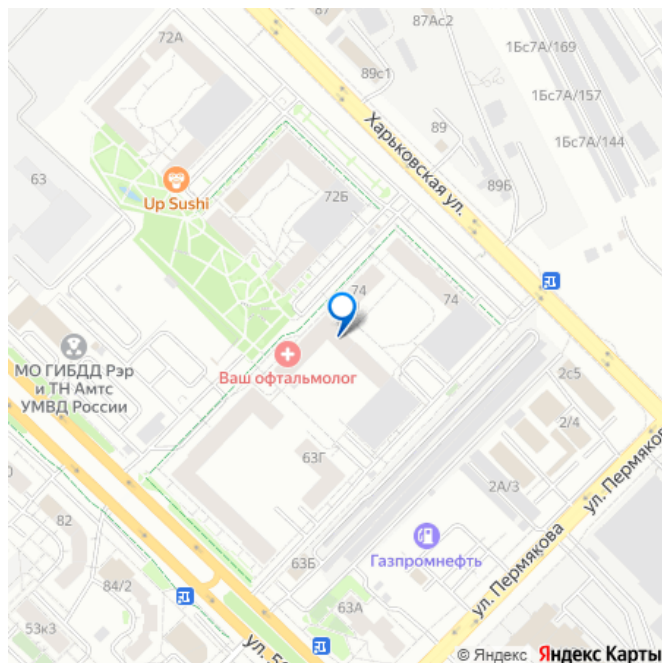 87
87Ас2
72А
1Бс7А/169
89с1
1Бс7А/157
Харьковская ул.
89
1Бс7А/144
63
89Б
Up Sushi
72Б
74
74
МО ГИБДД Рэр
и ТН Амтс
УМВД России
Ваш офтальмолог
2с5
2/4
63Г
2А/3
ул. Пермякова
82
Газпромнефть
ул. Пермякова
63Б
84/2
63А
53к3
© Яндекс Яндекс Карты